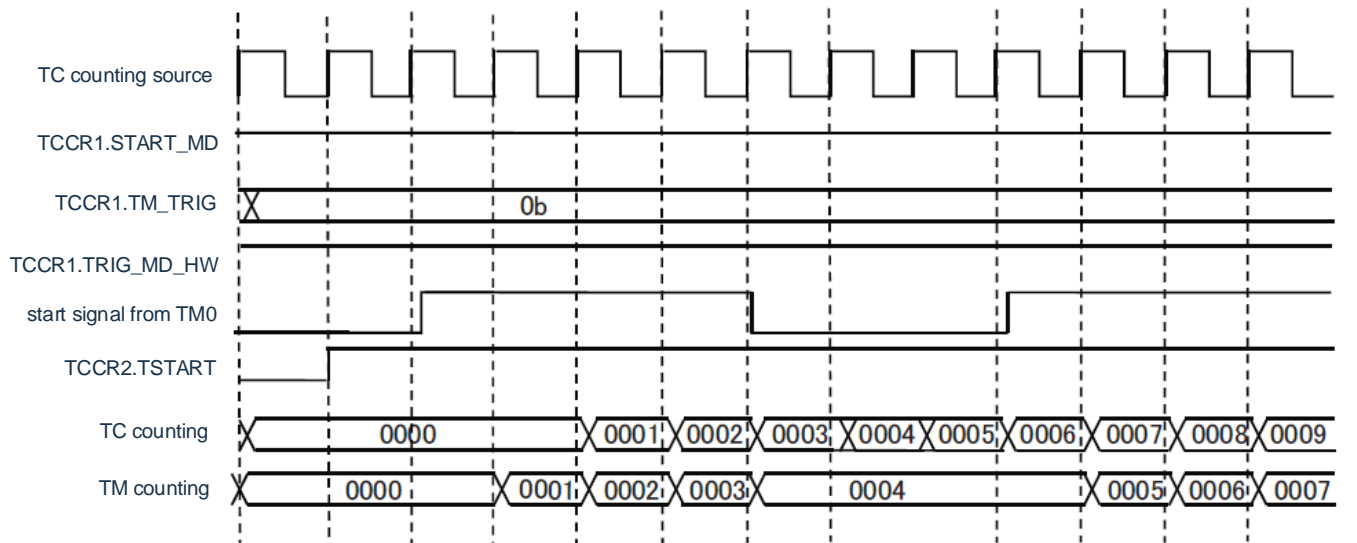 TC counting source
TCCR1.START_MD
TCCR1.TM_TRIG 0b
TCCR1.TRIG_MD_HW
start signal from TM0
TCCR2.TSTART
TC counting 0000 0001 0002 0003 0004 0005 0006 0007 0008 0009
TM counting 0000 0001 0002 0003 0004 0005 0006 0007